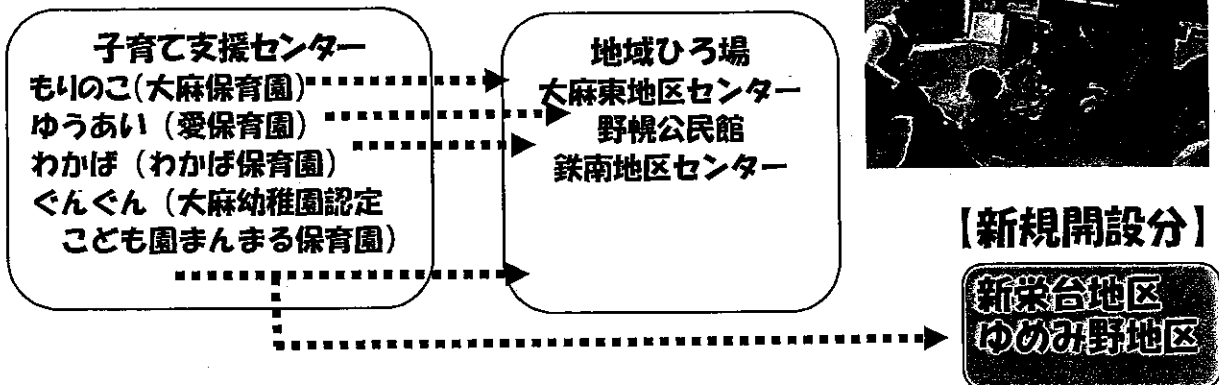 子育て支援センター
もりのこ(大麻保育園)
ゆうあい（愛保育園）
わかば（わかば保育園）
ぐんぐん（大麻幼稚園認定
こども園まんまる保育園）
地域ひろ場
大麻東地区センター
野幌公民館
鉄南地区センター
【新規開設分】
新栄台地区
ゆめみ野地区